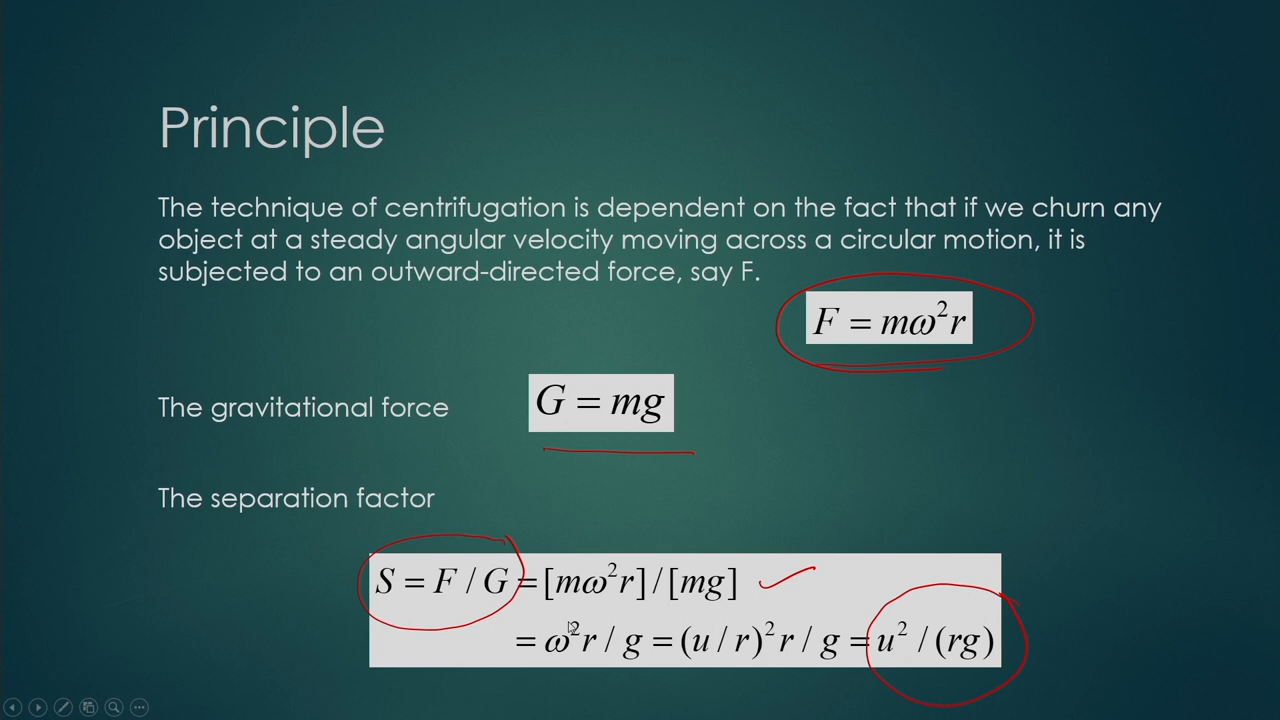 Principle
The technique of centrifugation is dependent on the fact that if we churn any
object at a steady angular velocity moving across a circular motion, it is
subjected to an outward-directed force, say F.
F = mω²r
The gravitational force G = mg
The separation factor
S = F / G = [mω²r] / [mg]
= ω²r / g = (u / r)²r / g = u² / (rg)